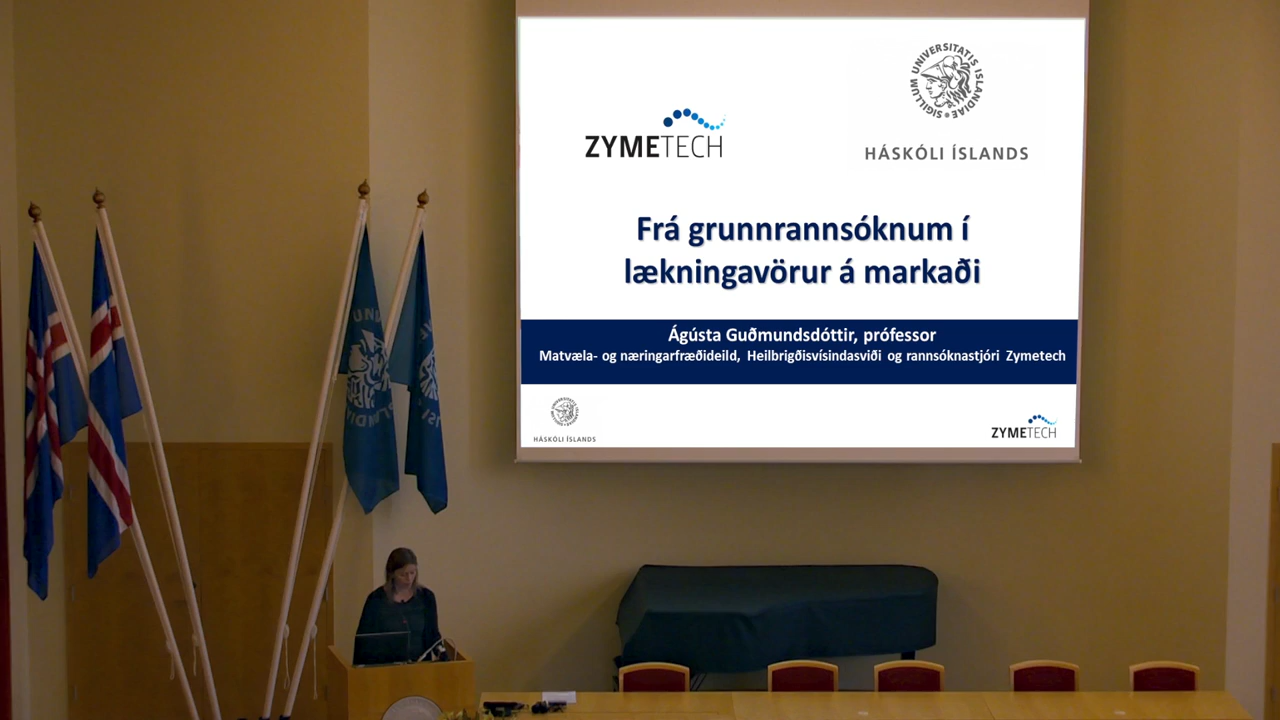 SIGILLUM UNIVERSITATIS ISLANDIAE
ZYMETECH
HÁSKÓLI ÍSLANDS
Frá grunnrannsóknum í
lækningavörur á markaði
Ágústa Guðmundsdóttir, prófessor
Matvæla- og næringarfræðideild, Heilbrigðisvísindasviði og rannsóknastjóri Zymetech
HÁSKÓLI ÍSLANDS
ZYMETECH